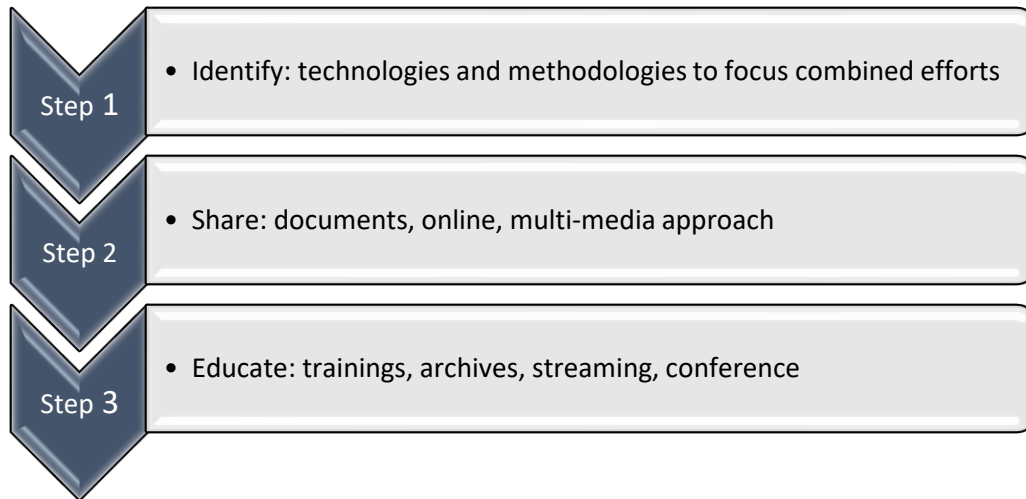 Step 1
• Identify: technologies and methodologies to focus combined efforts
Step 2
• Share: documents, online, multi-media approach
Step 3
• Educate: trainings, archives, streaming, conference